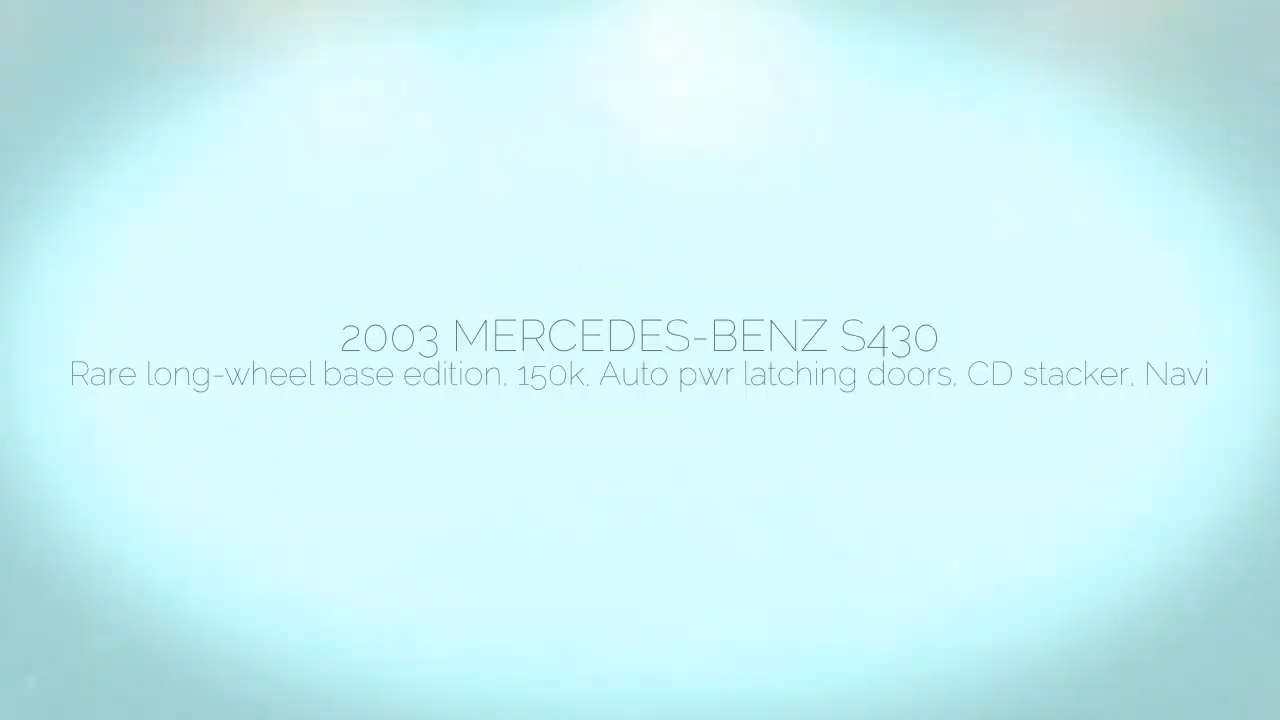 2003 MERCEDES-BENZ S430
Rare long-wheel base edition, 150k, Auto pwr latching doors, CD stacker, Navi